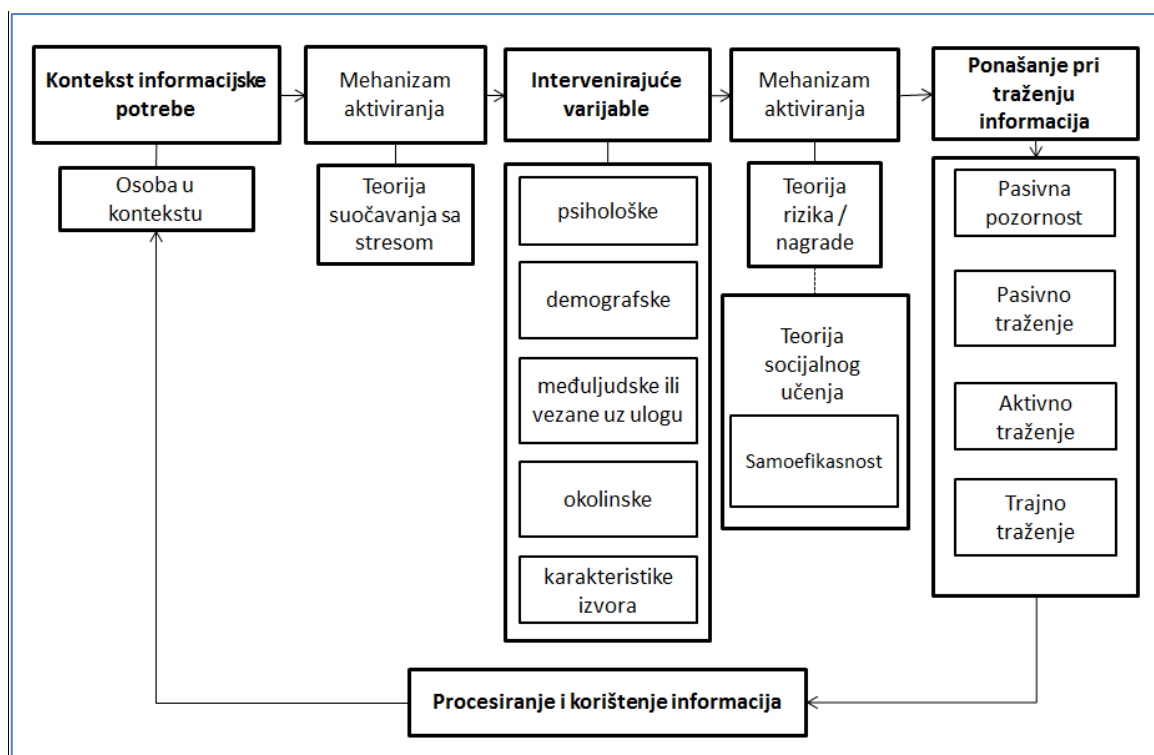 Kontekst informacijske
potrebe
Mehanizam
aktiviranja
Intervenirajuće
varijable
Mehanizam
aktiviranja
Ponašanje pri
traženju
informacija
Osoba u
kontekstu
Teorija
suočavanja sa
stresom
psihološke
demografske
međuljudske ili
vezane uz ulogu
okolinske
karakteristike
izvora
Teorija
rizika /
nagrade
Teorija
socijalnog
učenja
Samoefikasnost
Pasivna
pozornost
Pasivno
traženje
Aktivno
traženje
Trajno
traženje
Procesiranje i korištenje informacija